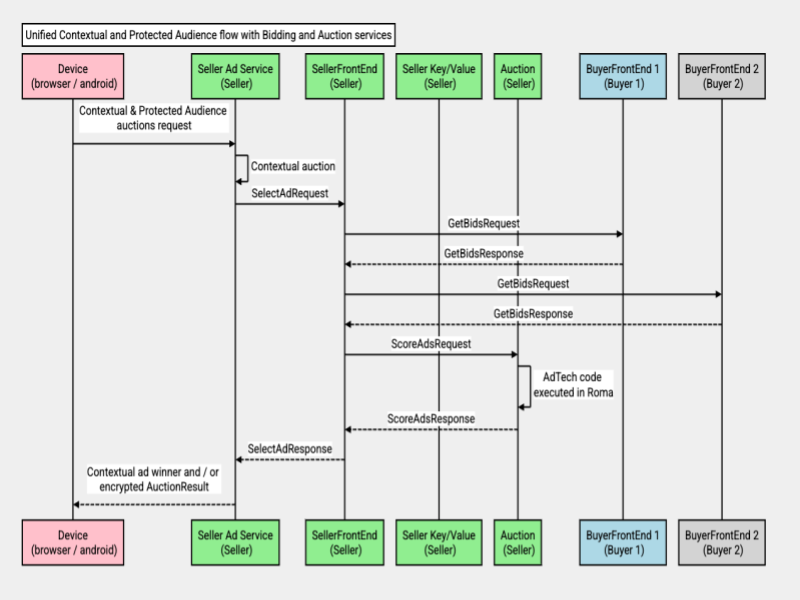 Unified Contextual and Protected Audience flow with Bidding and Auction services
Device
(browser / android)
Seller Ad Service
(Seller)
SellerFrontEnd
(Seller)
Seller Key/Value
(Seller)
Auction
(Seller)
BuyerFrontEnd 1
(Buyer 1)
BuyerFrontEnd 2
(Buyer 2)
Contextual & Protected Audience
auctions request
Contextual auction
SelectAdRequest
GetBidsRequest
GetBidsResponse
GetBidsRequest
GetBidsResponse
ScoreAdsRequest
AdTech code
executed in Roma
ScoreAdsResponse
SelectAdResponse
Contextual ad winner and / or
encrypted AuctionResult
Device
(browser / android)
Seller Ad Service
(Seller)
SellerFrontEnd
(Seller)
Seller Key/Value
(Seller)
Auction
(Seller)
BuyerFrontEnd 1
(Buyer 1)
BuyerFrontEnd 2
(Buyer 2)